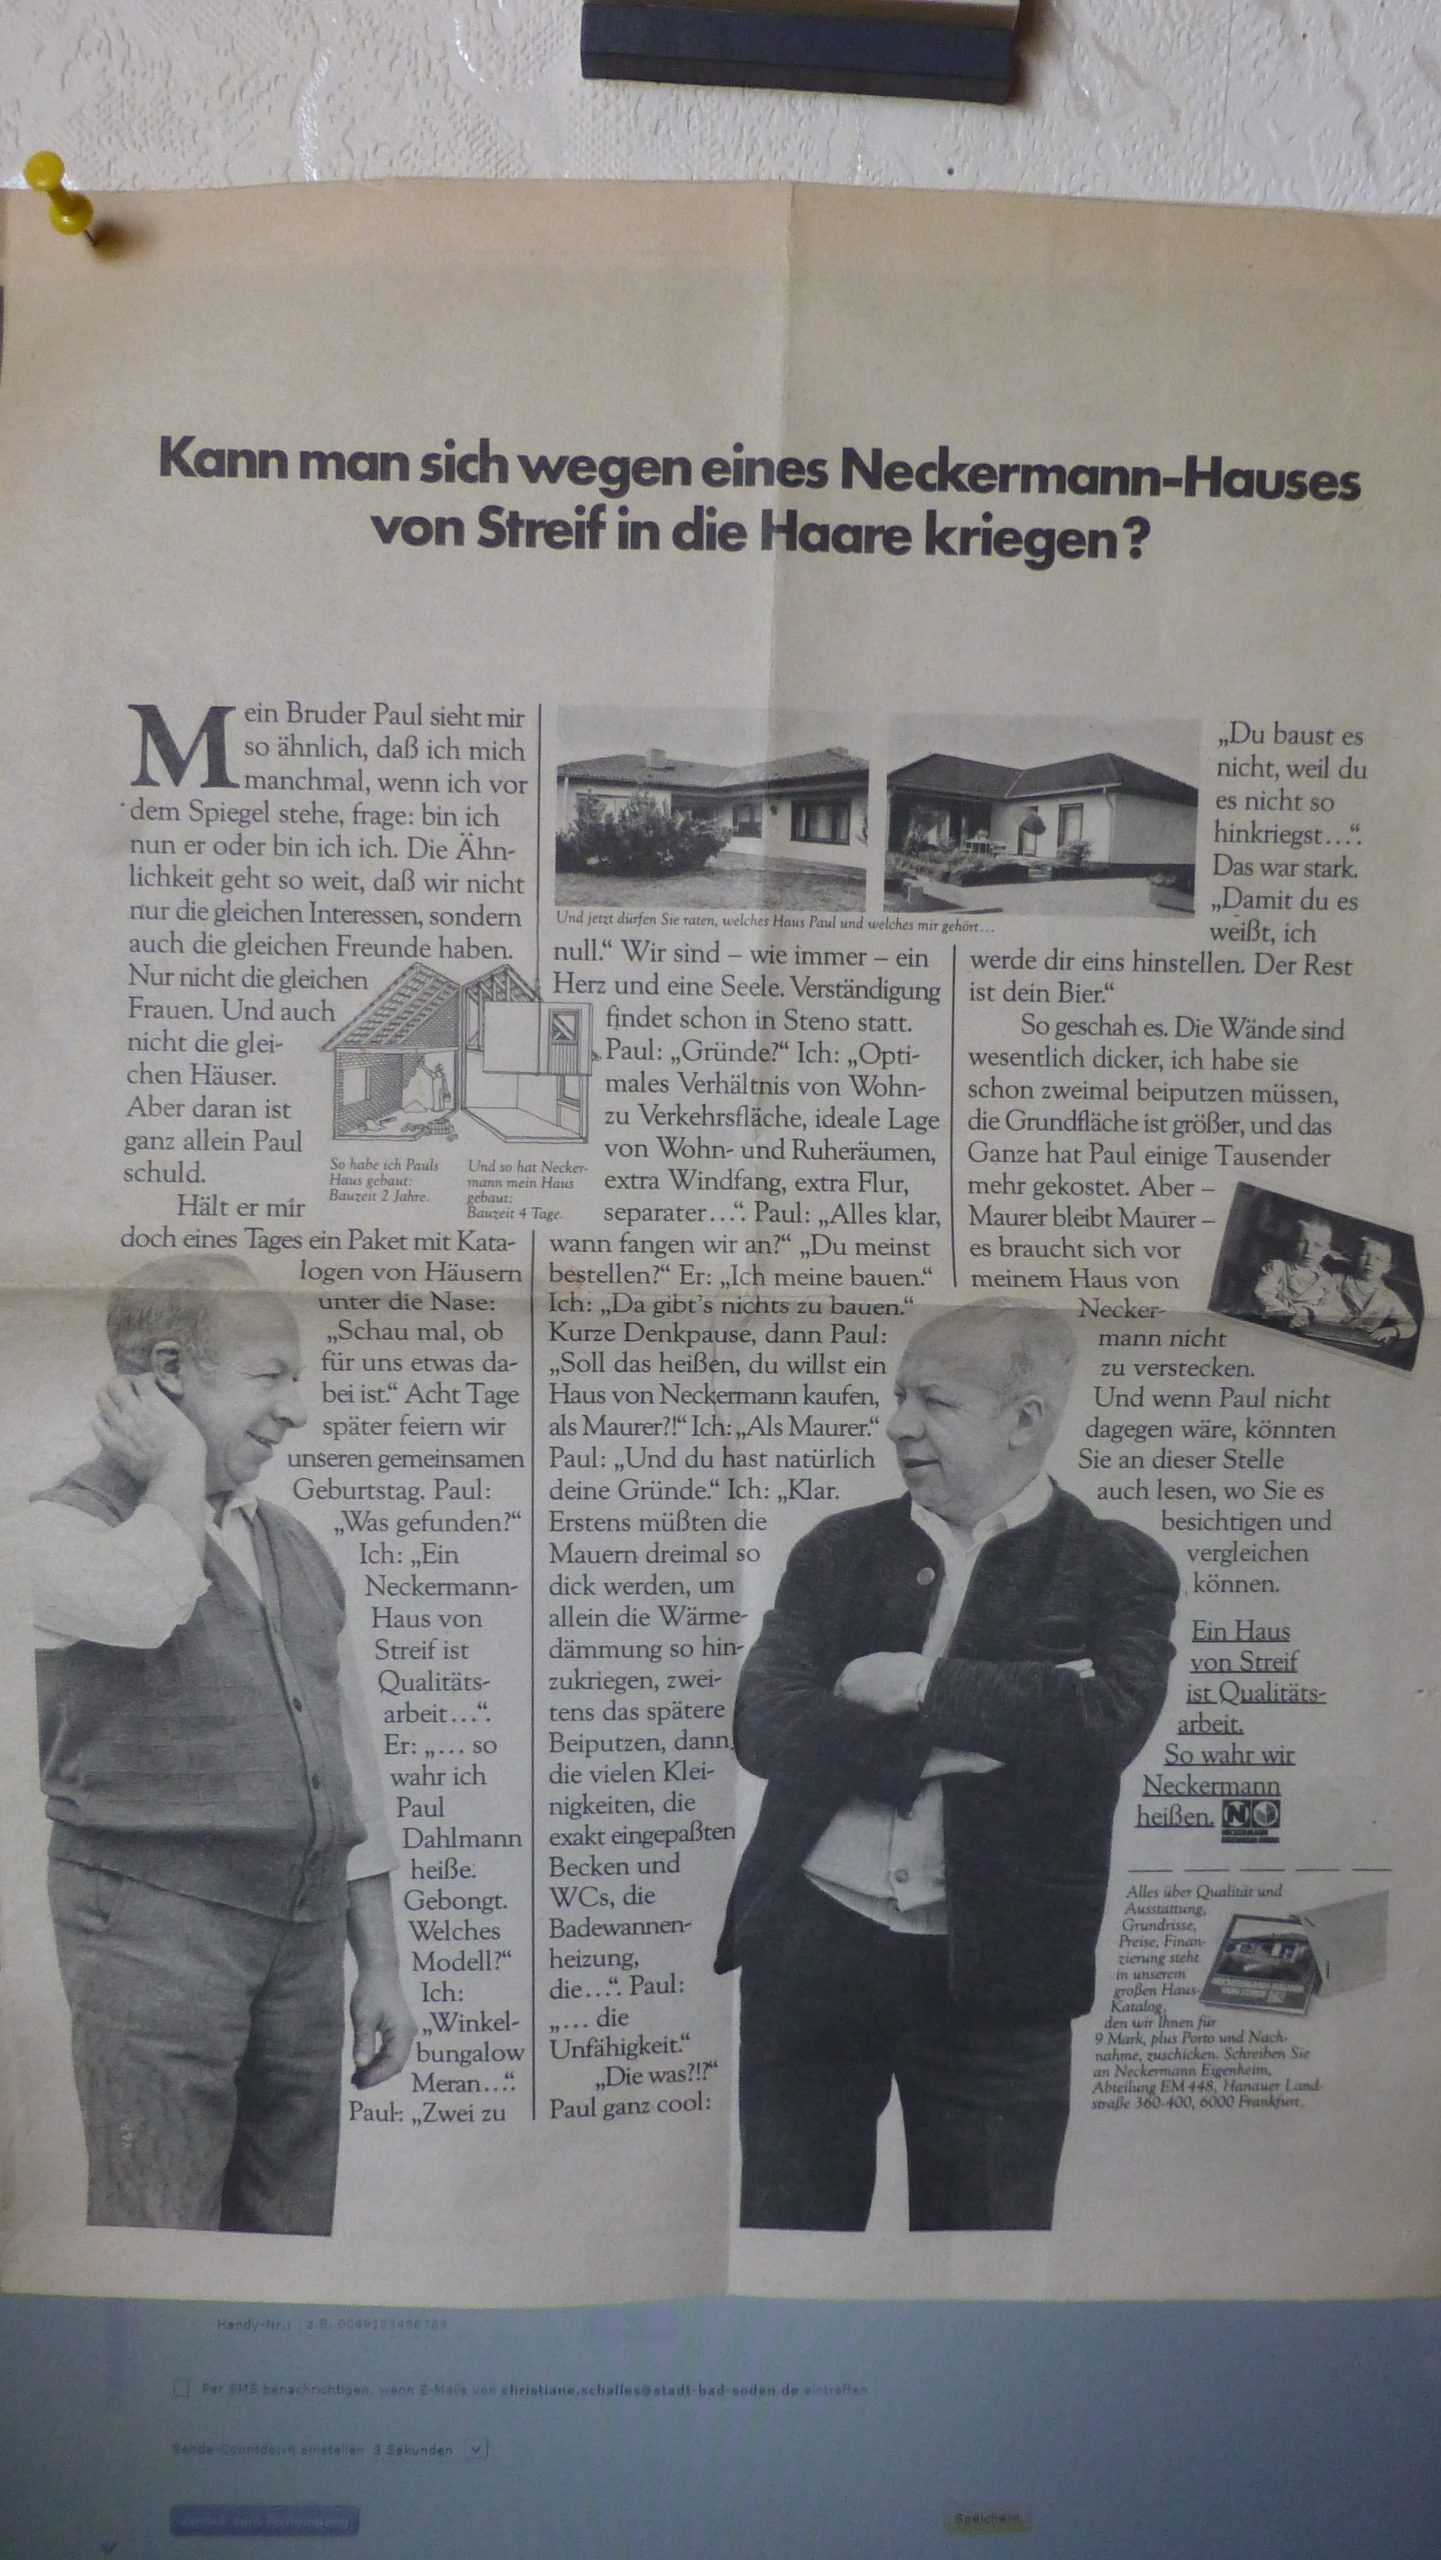 Kann man sich wegen eines Neckermann-Hauses
von Streif in die Haare kriegen?
Mein Bruder Paul sieht mir
so ähnlich, daß ich mich
manchmal, wenn ich vor
dem Spiegel stehe, frage: bin ich
nun er oder bin ich ich. Die Ähn-
lichkeit geht so weit, daß wir nicht
nur die gleichen Interessen, sondern
auch die gleichen Freunde haben.
Nur nicht die gleichen
Frauen. Und auch
nicht die glei-
chen Häuser.
Aber daran ist
ganz allein Paul
schuld.
Hält er mir
doch eines Tages ein Paket mit Kata-
logen von Häusern
unter die Nase:
„Schau mal, ob
für uns etwas da-
bei ist.“ Acht Tage
später feiern wir
unseren gemeinsamen
Geburtstag. Paul:
„Was gefunden?“
Ich: „Ein
Neckermann-
Haus von
Streif ist
Qualitäts-
arbeit…“.
Er: „… so
wahr ich
Paul
Dahlmann
heiße.
Gebongt.
Welches
Modell?“
Ich:
„Winkel-
bungalow
Meran…“.
Paul: „Zwei zu
So habe ich Pauls
Haus gebaut:
Bauzeit 2 Jahre.
Und so hat Necker-
mann mein Haus
gebaut:
Bauzeit 4 Tage.
Und jetzt dürfen Sie raten, welches Haus Paul und welches mir gehört…
null.“ Wir sind – wie immer – ein
Herz und eine Seele. Verständigung
findet schon in Steno statt.
Paul: „Gründe?“ Ich: „Opti-
males Verhältnis von Wohn-
zu Verkehrsfläche, ideale Lage
von Wohn- und Ruheräumen,
extra Windfang, extra Flur,
separater…“. Paul: „Alles klar,
wann fangen wir an?“ „Du meinst
bestellen?“ Er: „Ich meine bauen.“
Ich: „Da gibt's nichts zu bauen.“
Kurze Denkpause, dann Paul:
„Soll das heißen, du willst ein
Haus von Neckermann kaufen,
als Maurer?!“ Ich: „Als Maurer.“
Paul: „Und du hast natürlich
deine Gründe.“ Ich: „Klar.
Erstens müßten die
Mauern dreimal so
dick werden, um
allein die Wärme-
dämmung so hin-
zukriegen, zwei-
tens das spätere
Beiputzen, dann
die vielen Klei-
nigkeiten, die
exakt eingepaßten
Becken und
WCs, die
Badewannen-
heizung,
die…“. Paul:
„… die
Unfähigkeit.“
„Die was?!?“
Paul ganz cool:
„Du baust es
nicht, weil du
es nicht so
hinkriegst…“.
Das war stark.
„Damit du es
weißt, ich
werde dir eins hinstellen. Der Rest
ist dein Bier.“
So geschah es. Die Wände sind
wesentlich dicker, ich habe sie
schon zweimal beiputzen müssen,
die Grundfläche ist größer, und das
Ganze hat Paul einige Tausender
mehr gekostet. Aber –
Maurer bleibt Maurer –
es braucht sich vor
meinem Haus von
Necker-
mann nicht
zu verstecken.
Und wenn Paul nicht
dagegen wäre, könnten
Sie an dieser Stelle
auch lesen, wo Sie es
besichtigen und
vergleichen
können.
Ein Haus
von Streif
ist Qualitäts-
arbeit.
So wahr wir
Neckermann
heißen.
Alles über Qualität und
Ausstattung,
Grundrisse,
Preise, Finan-
zierung steht
in unserem
großen Haus-
Katalog,
den wir Ihnen für
9 Mark, plus Porto und Nach-
nahme, zuschicken. Schreiben Sie
an Neckermann Eigenheim,
Abteilung EM 448, Hanauer Land-
straße 360-400, 6000 Frankfurt.
Handy-Nr.: z.B. 0049123456789
Per SMS benachrichtigen, wenn E-Mails von christiane.schalles@stadt-bad-soden.de eintreffen
Sende-Countdown einstellen 3 Sekunden
Speichern